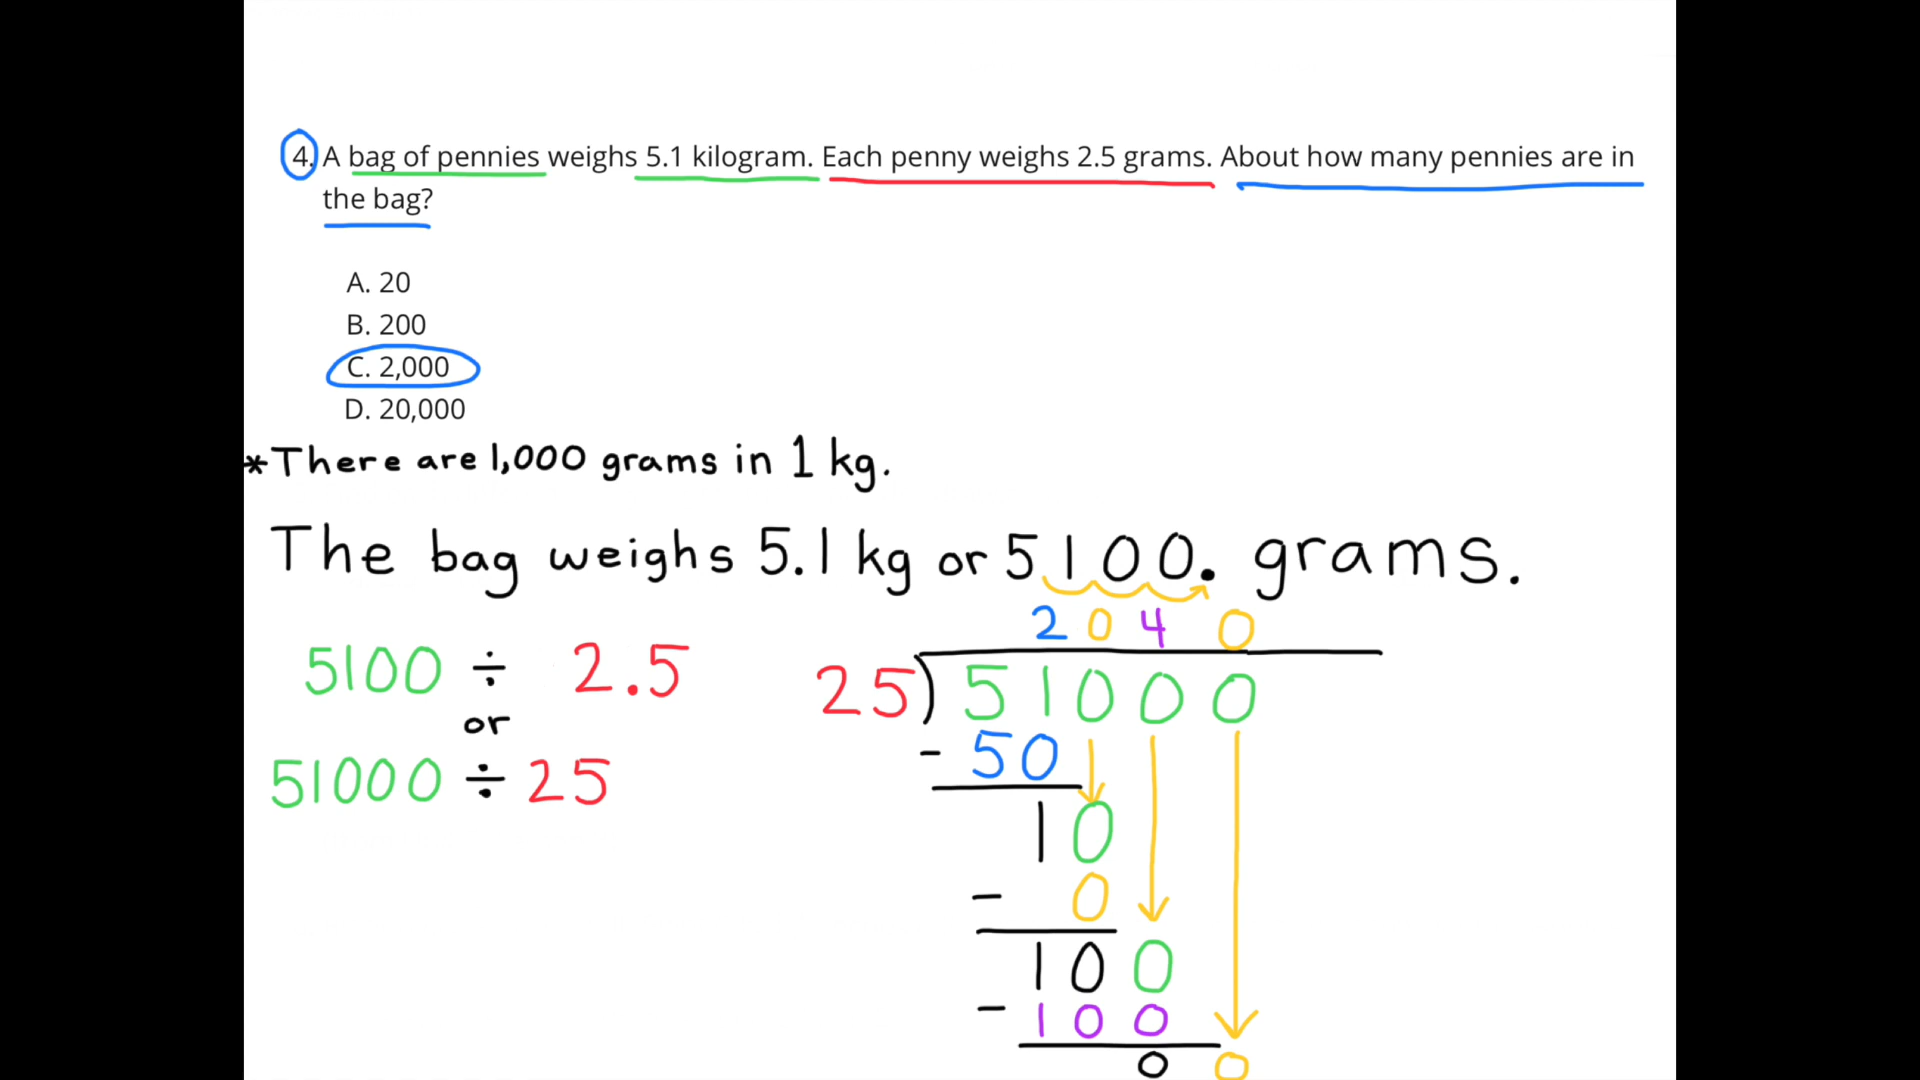 4. A bag of pennies weighs 5.1 kilogram. Each penny weighs 2.5 grams. About how many pennies are in
the bag?
A. 20
B. 200
C. 2,000
D. 20,000
*There are 1,000 grams in 1 kg.
The bag weighs 5.1 kg or 5100. grams.
5100 ÷ 2.5
or
51000 ÷ 25
2040
25)51000
- 50
10
- 0
100
- 100
0 0